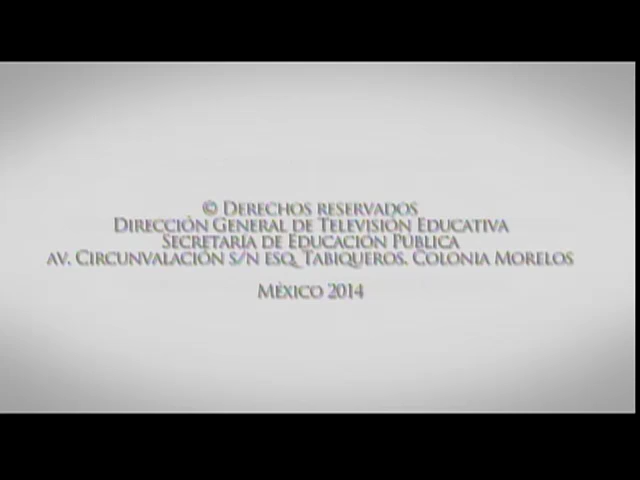 © Derechos reservados
Dirección General de Televisión Educativa
Secretaría de Educación Pública
av. Circunvalación s/n esq. Tabiqueros. Colonia Morelos
México 2014